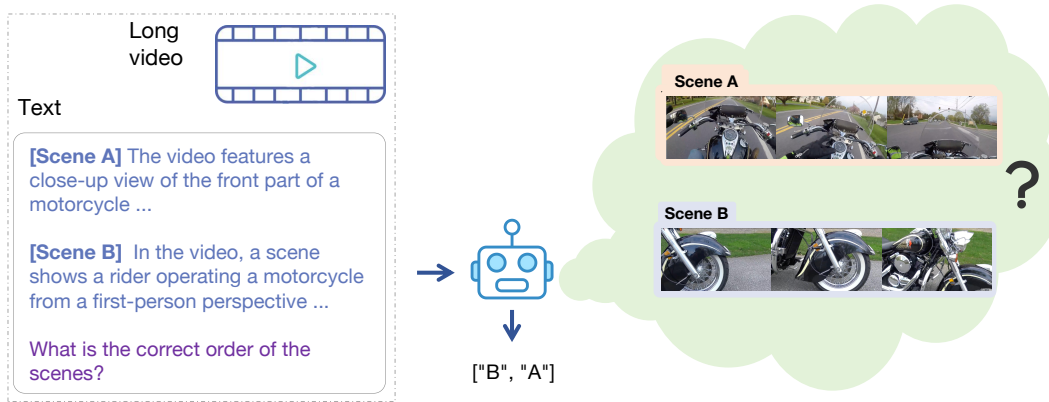 Long
video
Text
[Scene A] The video features a
close-up view of the front part of a
motorcycle ...
[Scene B] In the video, a scene
shows a rider operating a motorcycle
from a first-person perspective ...
What is the correct order of the
scenes?
["B", "A"]
Scene A
Scene B
?